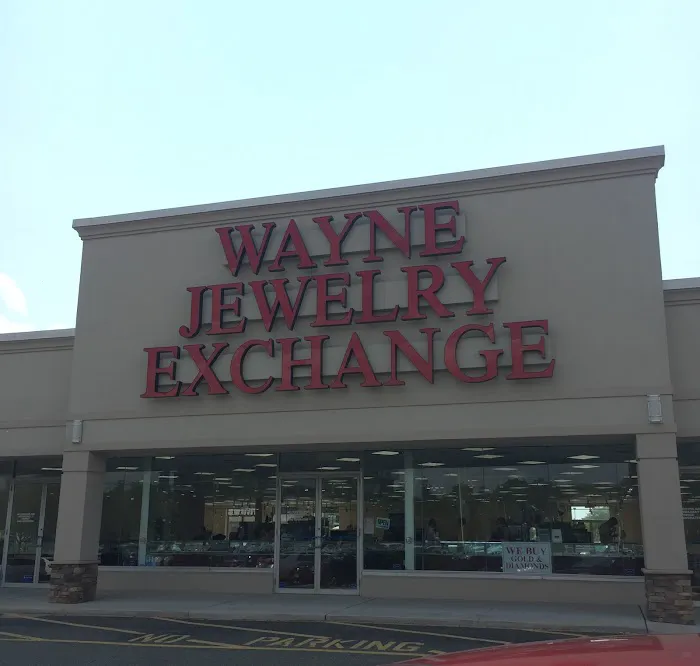 WAYNE
JEWELRY
EXCHANGE
WE BUY
GOLD &
DIAMONDS
NO PARKING